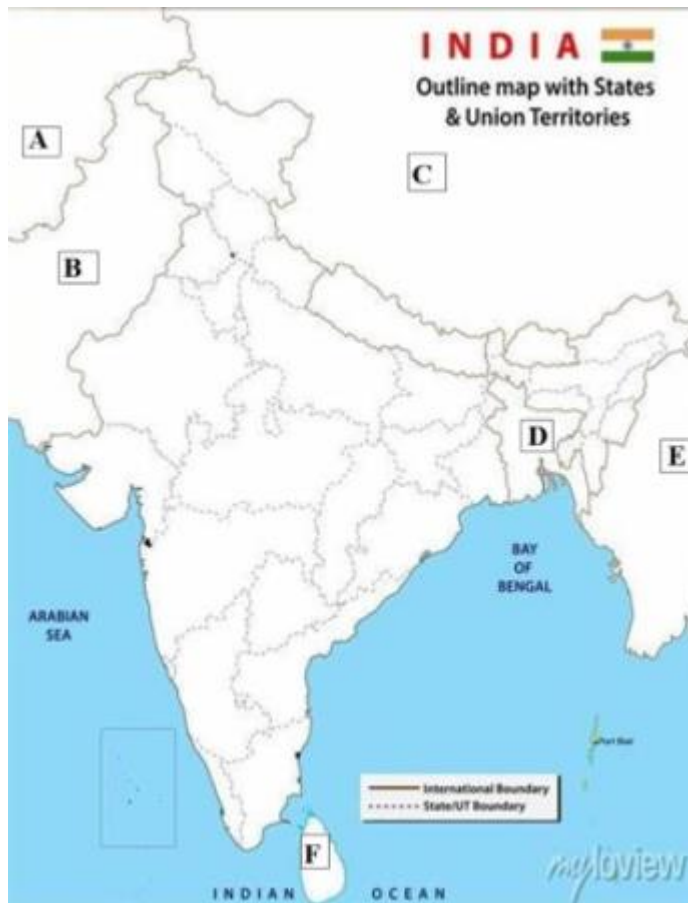 INDIA
Outline map with States
& Union Territories
A
C
B
D
E
BAY
OF
BENGAL
ARABIAN
SEA
Port Blair
International Boundary
State/UT Boundary
F
INDIAN OCEAN
myloview